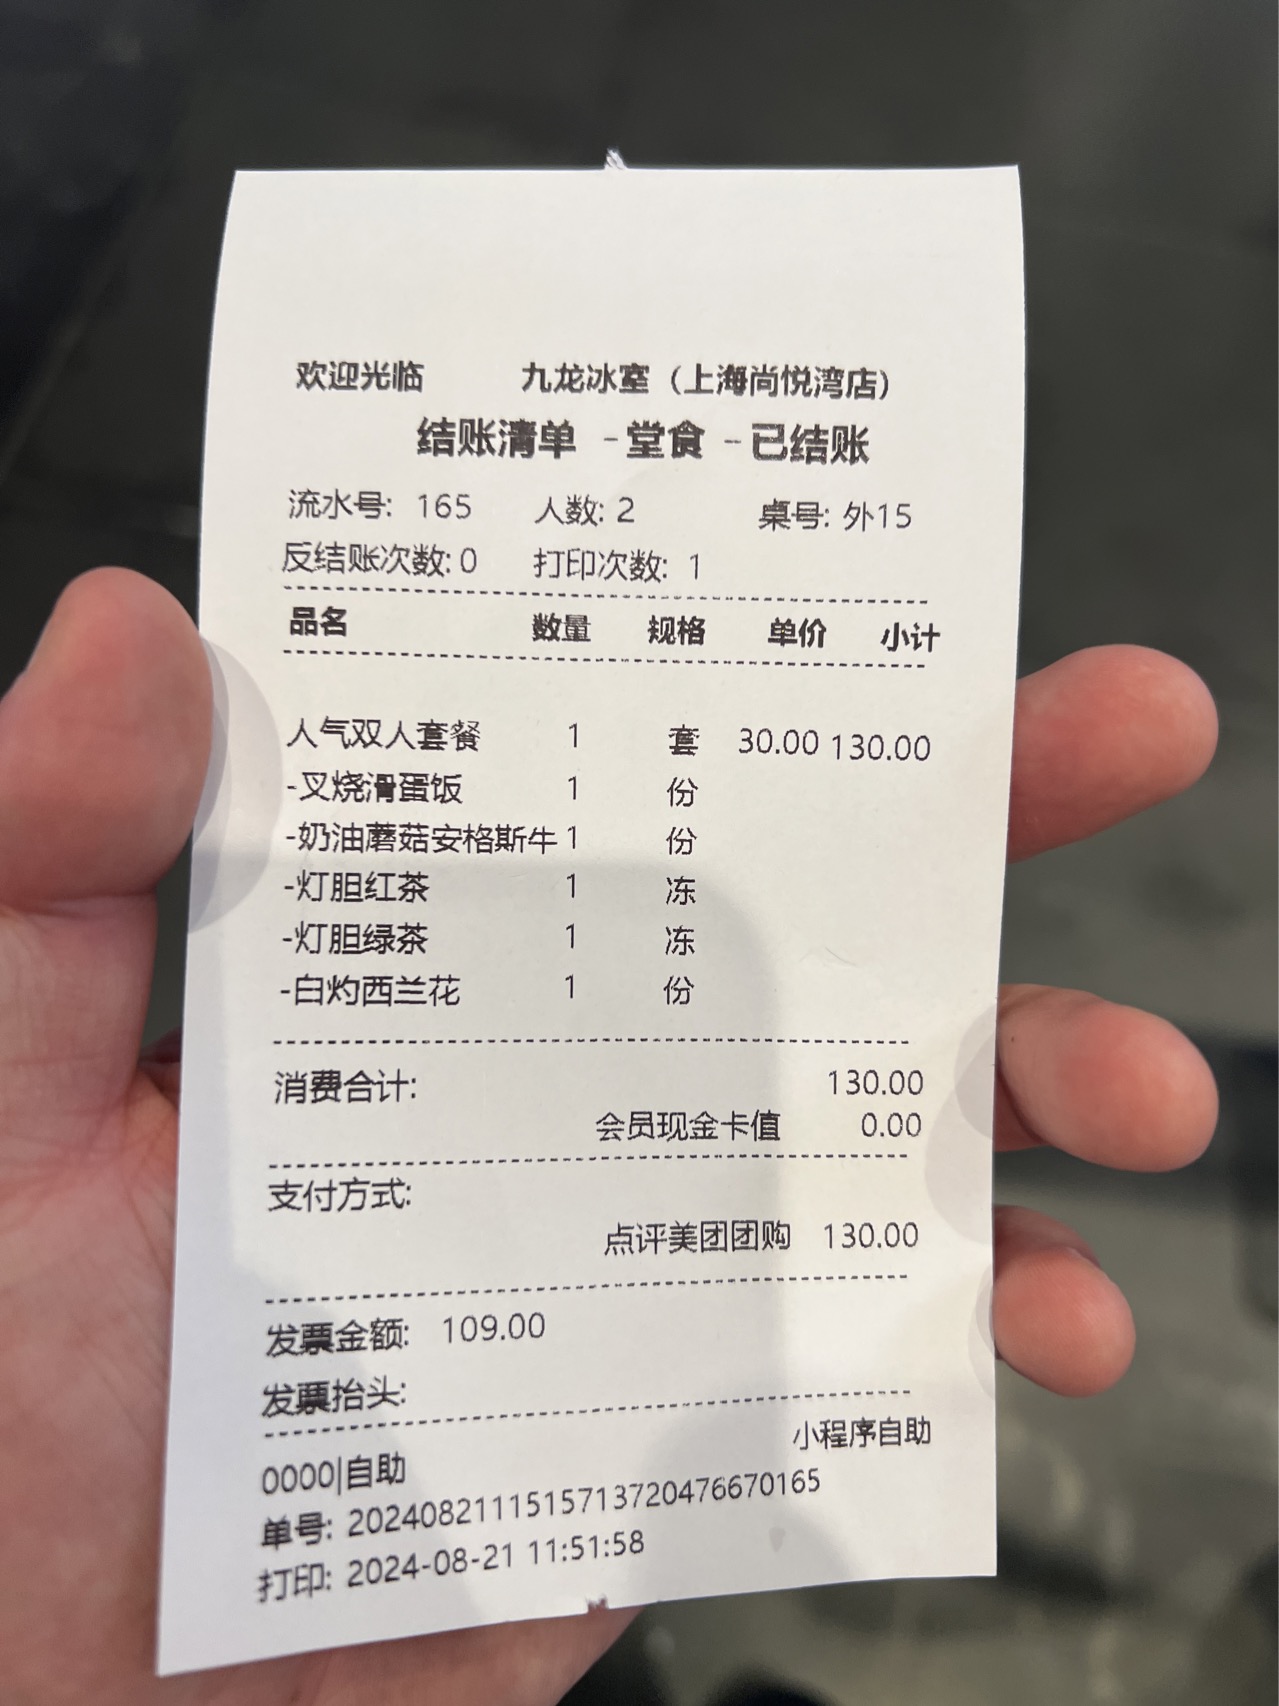 欢迎光临 九龙冰室（上海尚悦湾店）
结账清单 -堂食 -已结账
流水号: 165 人数: 2 桌号: 外15
反结账次数: 0 打印次数: 1
品名 数量 规格 单价 小计
人气双人套餐 1 套 30.00 130.00
-叉烧滑蛋饭 1 份
-奶油蘑菇安格斯牛 1 份
-灯胆红茶 1 冻
-灯胆绿茶 1 冻
-白灼西兰花 1 份
消费合计: 130.00
会员现金卡值 0.00
支付方式:
点评美团团购 130.00
发票金额: 109.00
发票抬头:
小程序自助
0000|自助
单号: 2024082111515713720476670165
打印: 2024-08-21 11:51:58